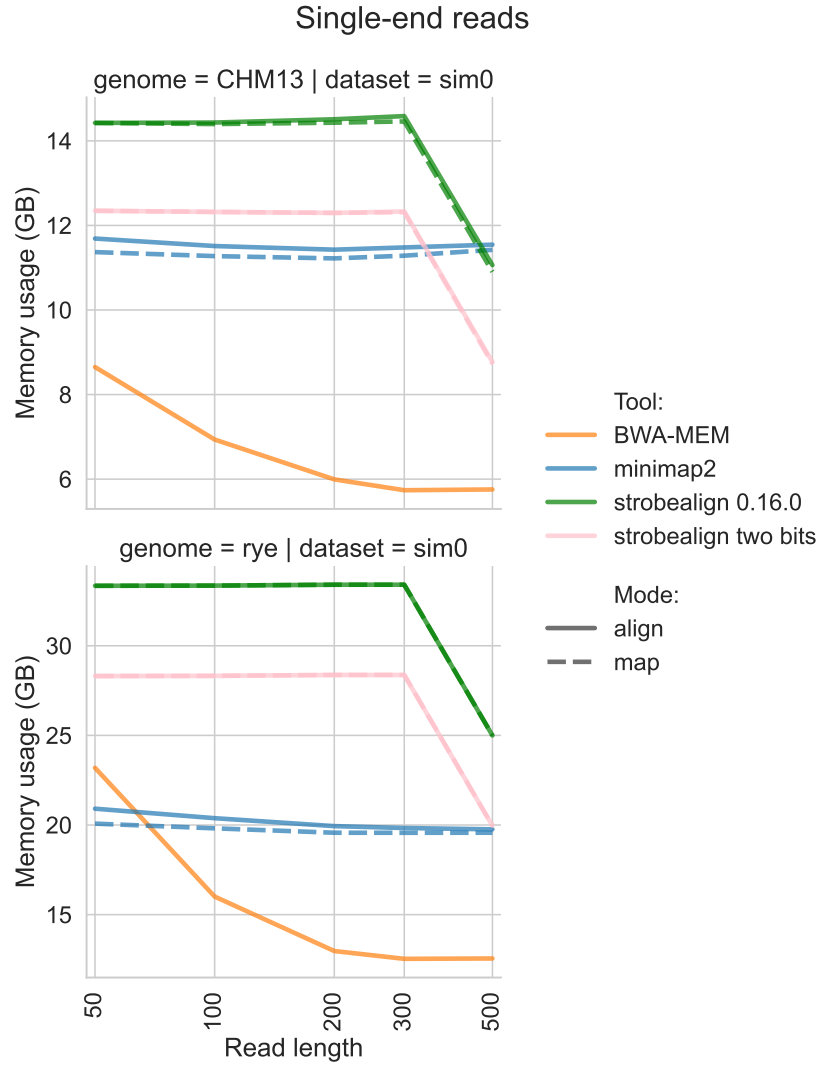 Single-end reads
genome = CHM13 | dataset = sim0
Memory usage (GB)
14
12
10
8
6
genome = rye | dataset = sim0
Memory usage (GB)
30
25
20
15
50
100
200
300
500
Read length
Tool:
BWA-MEM
minimap2
strobealign 0.16.0
strobealign two bits
Mode:
align
map